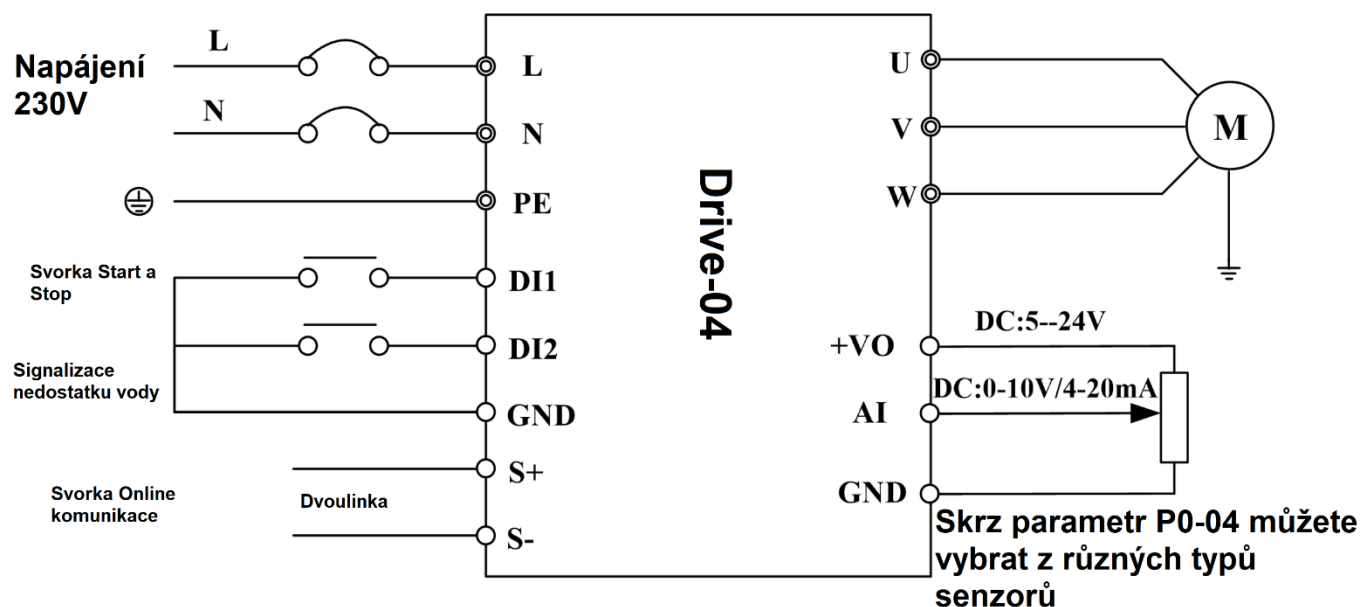 Napájení
230V
L
N
L
N
PE
Svorka Start a
Stop
DI1
Signalizace
nedostatku vody
DI2
GND
Svorka Online
komunikace
Dvoulinka
S+
S-
Drive-04
U
V
W
M
+VO
DC:5--24V
AI
DC:0-10V/4-20mA
GND
Skrz parametr P0-04 můžete
vybrat z různých typů
senzorů